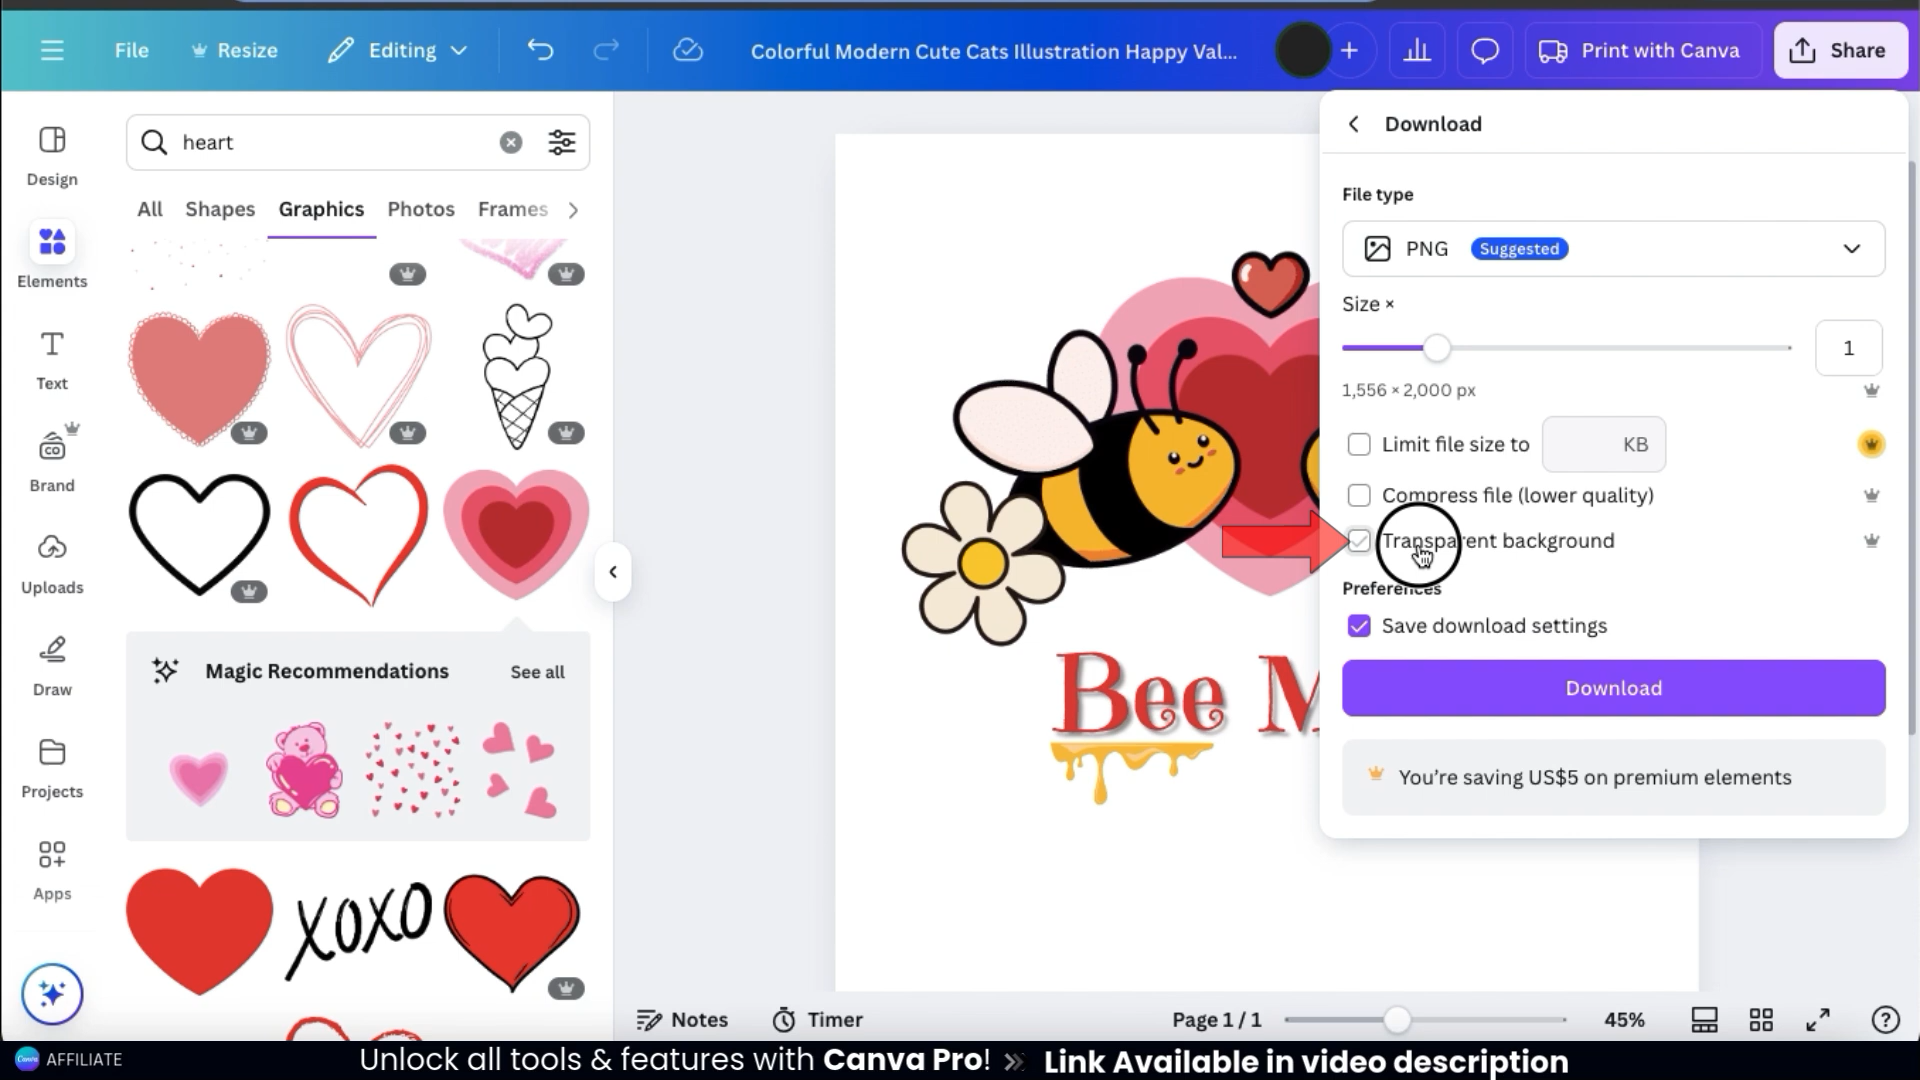 File
Resize
Editing
Colorful Modern Cute Cats Illustration Happy Val...
Print with Canva
Share
Design
Elements
Text
Brand
Uploads
Draw
Projects
Apps
heart
All Shapes Graphics Photos Frames
Magic Recommendations
See all
XOXO
Bee M
Download
File type
PNG Suggested
Size ×
1
1,556 × 2,000 px
Limit file size to KB
Compress file (lower quality)
Transparent background
Preferences
Save download settings
Download
You're saving US$5 on premium elements
Notes
Timer
Page 1 / 1
45%
Canva AFFILIATE
Unlock all tools & features with Canva Pro! » Link Available in video description